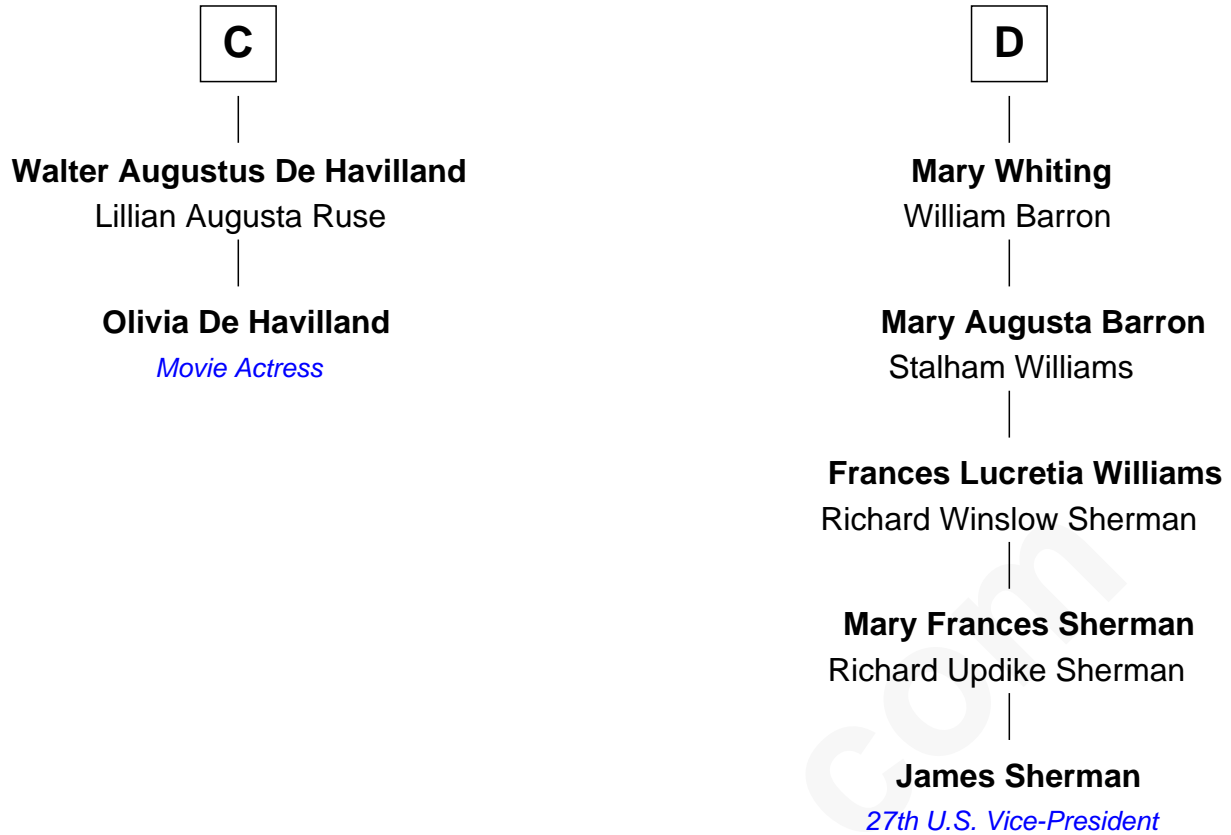 C
Walter Augustus De Havilland
Lillian Augusta Ruse
Olivia De Havilland
Movie Actress
D
Mary Whiting
William Barron
Mary Augusta Barron
Stalham Williams
Frances Lucretia Williams
Richard Winslow Sherman
Mary Frances Sherman
Richard Updike Sherman
James Sherman
27th U.S. Vice-President
com